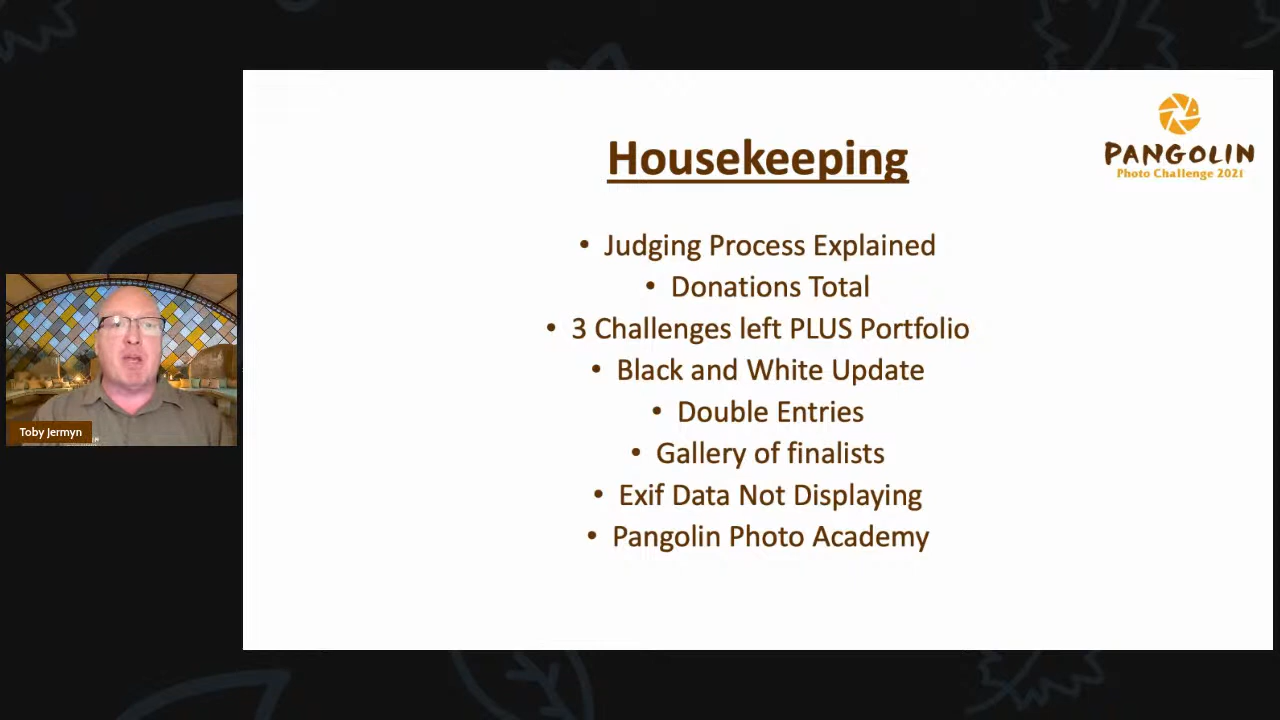 Housekeeping
PANGOLIN
Photo Challenge 2021
• Judging Process Explained
• Donations Total
• 3 Challenges left PLUS Portfolio
• Black and White Update
• Double Entries
• Gallery of finalists
• Exif Data Not Displaying
• Pangolin Photo Academy
Toby Jermyn